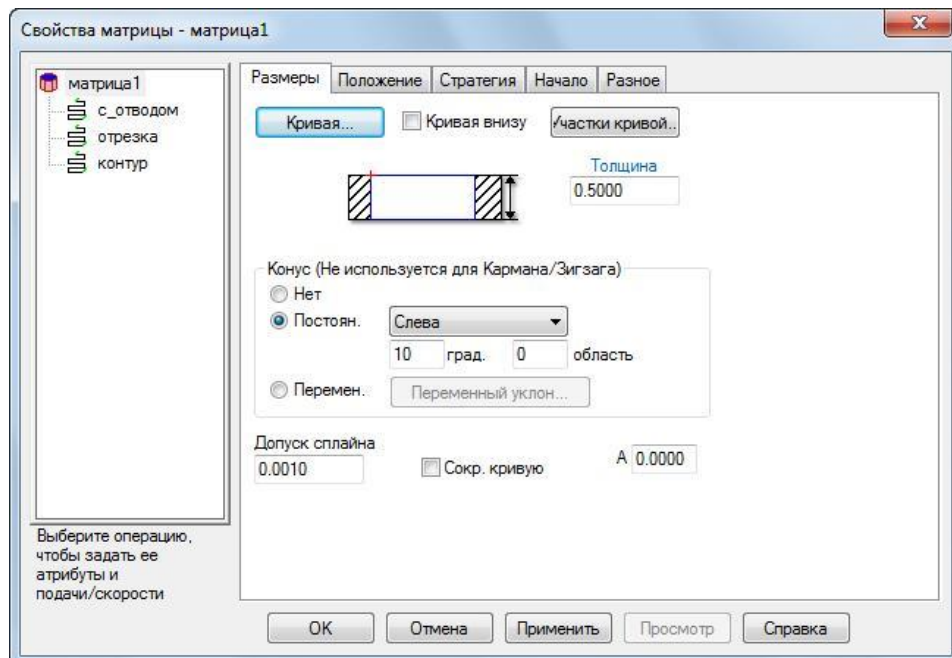 Свойства матрицы - матрица1
матрица1
с_отводом
отрезка
контур
Выберите операцию,
чтобы задать ее
атрибуты и
подачи/скорости
Размеры Положение Стратегия Начало Разное
Кривая... Кривая внизу Участки кривой..
Толщина
0.5000
Конус (Не используется для Кармана/Зигзага)
Нет
Постоян. Слева
10 град. 0 область
Перемен. Переменный уклон...
Допуск сплайна
0.0010 Сокр. кривую A 0.0000
OK Отмена Применить Просмотр Справка